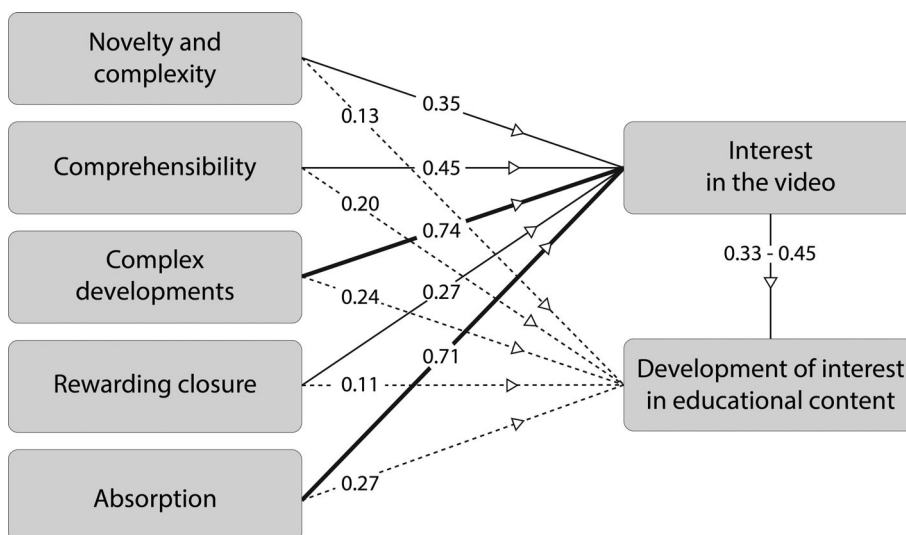 Novelty and
complexity
Comprehensibility
Complex
developments
Rewarding closure
Absorption
0.35
0.13
0.45
0.20
0.74
0.24
0.27
0.71
0.11
0.27
Interest
in the video
0.33 - 0.45
Development of interest
in educational content